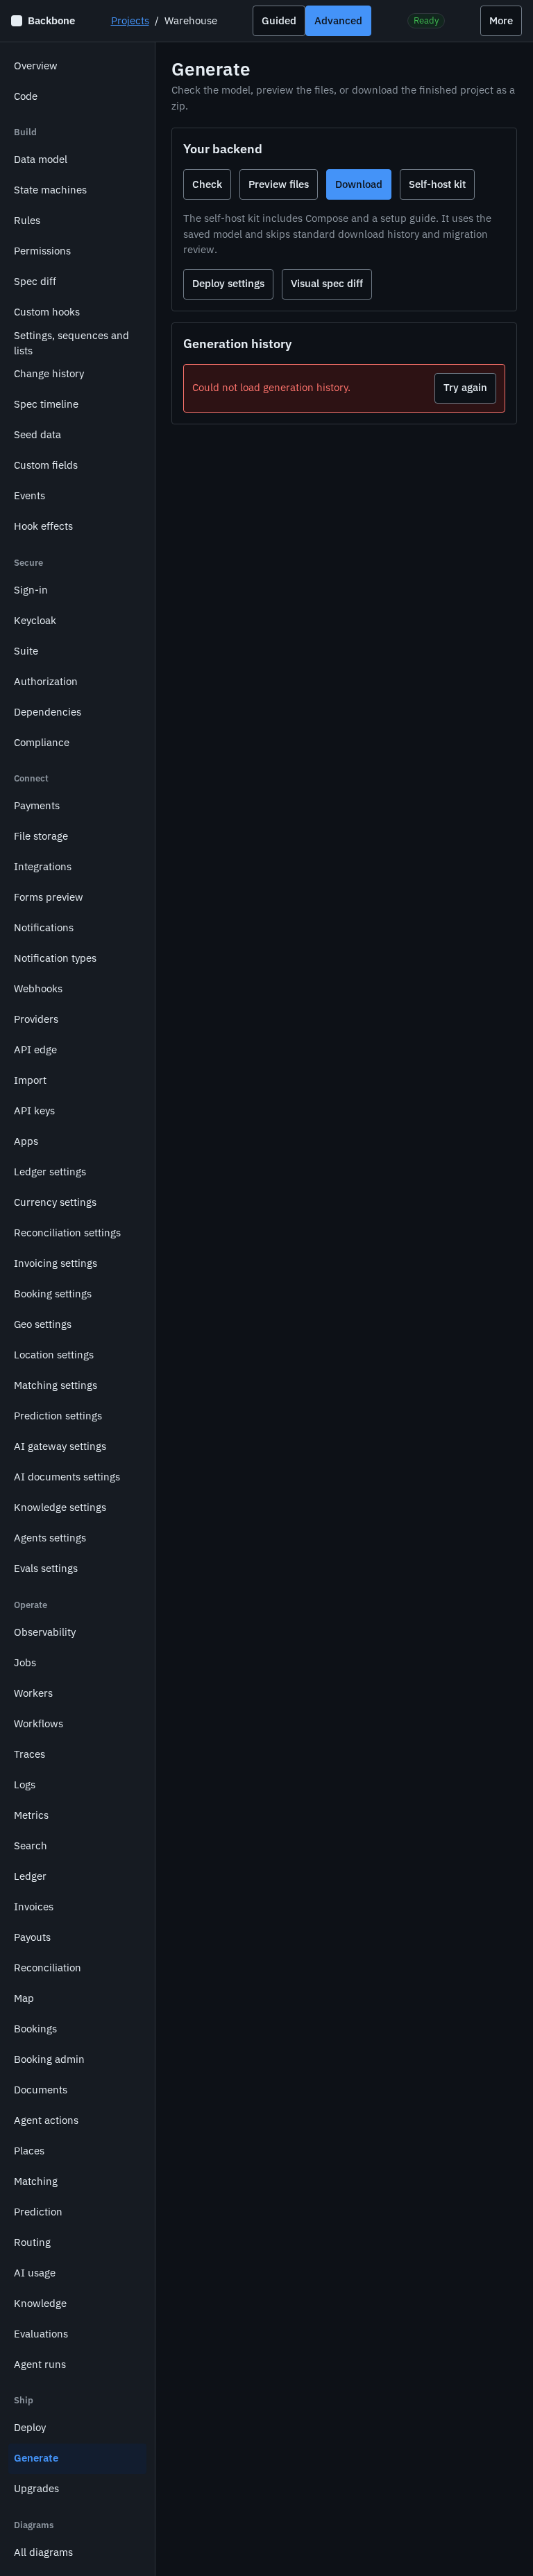 Backbone
Projects / Warehouse
Guided
Advanced
Ready
More
Overview
Code
Build
Data model
State machines
Rules
Permissions
Spec diff
Custom hooks
Settings, sequences and
lists
Change history
Spec timeline
Seed data
Custom fields
Events
Hook effects
Secure
Sign-in
Keycloak
Suite
Authorization
Dependencies
Compliance
Connect
Payments
File storage
Integrations
Forms preview
Notifications
Notification types
Webhooks
Providers
API edge
Import
API keys
Apps
Ledger settings
Currency settings
Reconciliation settings
Invoicing settings
Booking settings
Geo settings
Location settings
Matching settings
Prediction settings
AI gateway settings
AI documents settings
Knowledge settings
Agents settings
Evals settings
Operate
Observability
Jobs
Workers
Workflows
Traces
Logs
Metrics
Search
Ledger
Invoices
Payouts
Reconciliation
Map
Bookings
Booking admin
Documents
Agent actions
Places
Matching
Prediction
Routing
AI usage
Knowledge
Evaluations
Agent runs
Ship
Deploy
Generate
Upgrades
Diagrams
All diagrams
Generate
Check the model, preview the files, or download the finished project as a
zip.
Your backend
Check
Preview files
Download
Self-host kit
The self-host kit includes Compose and a setup guide. It uses the
saved model and skips standard download history and migration
review.
Deploy settings
Visual spec diff
Generation history
Could not load generation history.
Try again